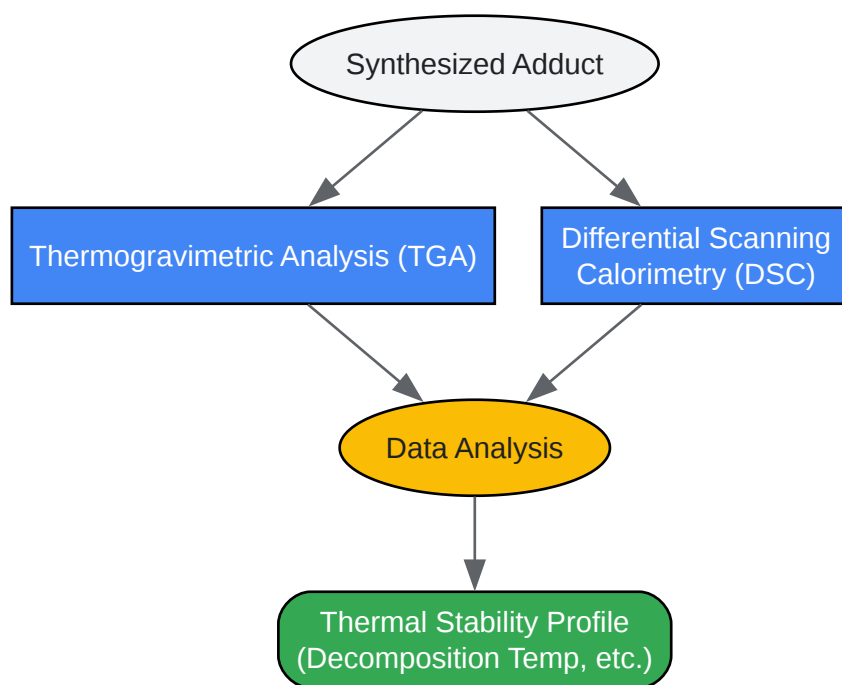 Synthesized Adduct
Thermogravimetric Analysis (TGA)
Differential Scanning
Calorimetry (DSC)
Data Analysis
Thermal Stability Profile
(Decomposition Temp, etc.)